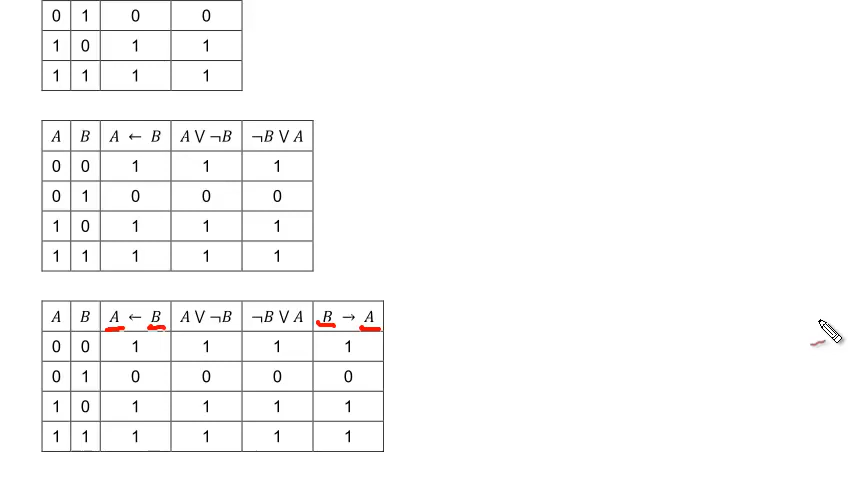 0 1 0 0
1 0 1 1
1 1 1 1
A B A ← B A ∨ ¬B ¬B ∨ A
0 0 1 1 1
0 1 0 0 0
1 0 1 1 1
1 1 1 1 1
A B A ← B A ∨ ¬B ¬B ∨ A B → A
0 0 1 1 1 1
0 1 0 0 0 0
1 0 1 1 1 1
1 1 1 1 1 1